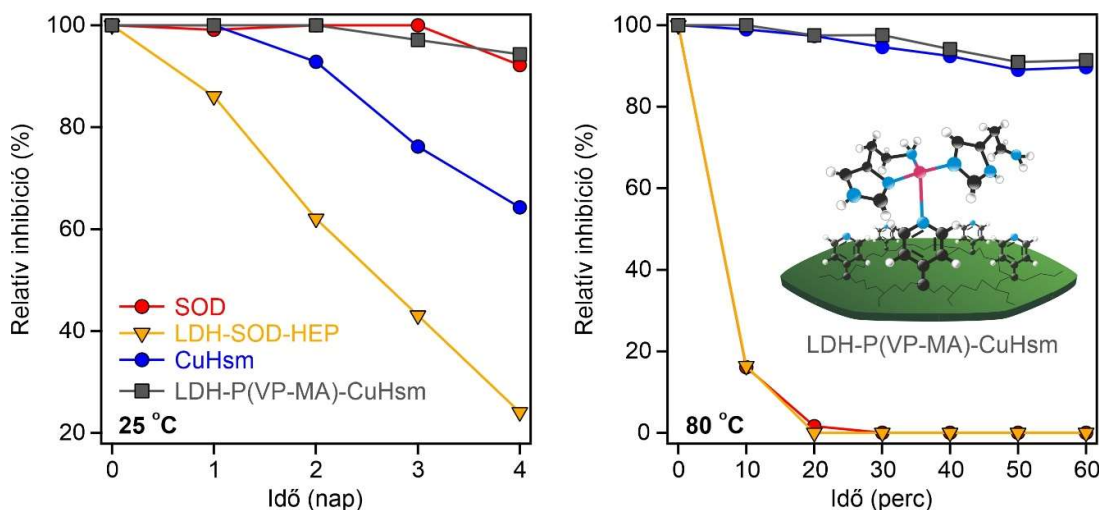 Relatív inhibíció (%)
100
80
60
40
20
SOD
LDH-SOD-HEP
CuHsm
LDH-P(VP-MA)-CuHsm
25 °C
0 1 2 3 4
Idő (nap)
Relatív inhibíció (%)
100
80
60
40
20
0
LDH-P(VP-MA)-CuHsm
80 °C
0 10 20 30 40 50 60
Idő (perc)